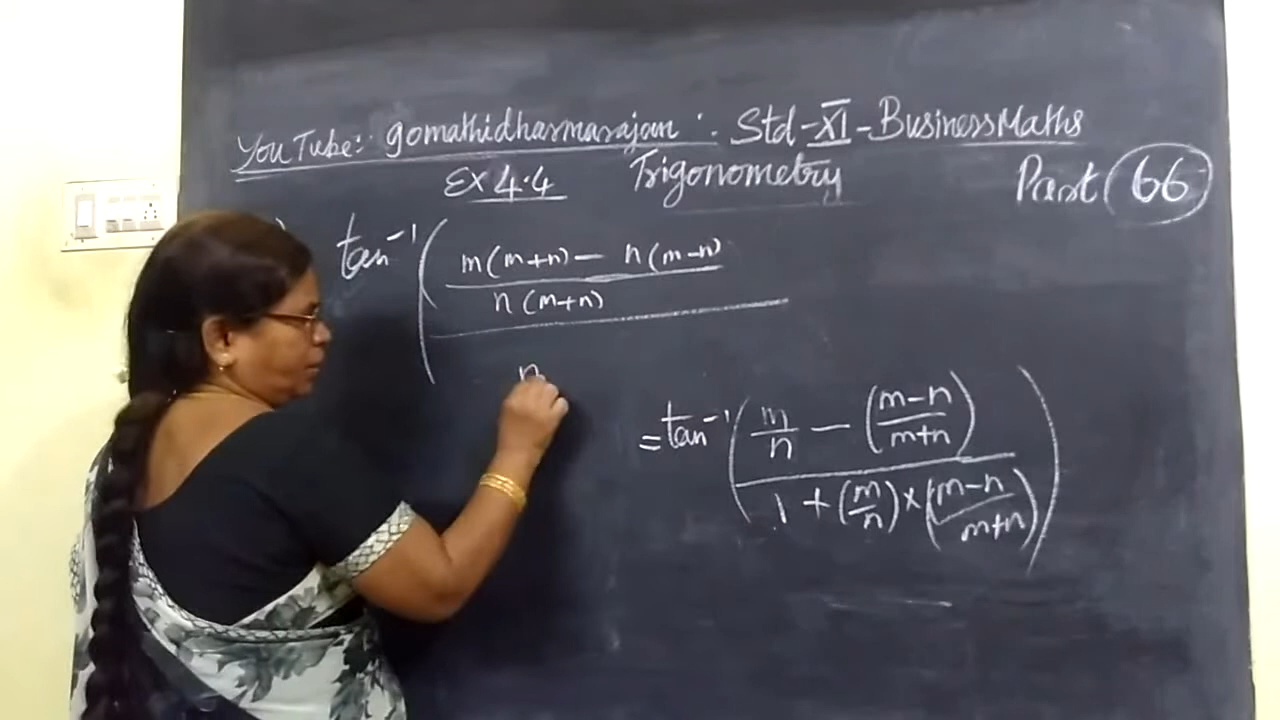 YouTube: gomathidharmarajan : Std-XI-BusinessMaths
Ex 4.4 Trigonometry Part 66
tan⁻¹ ( m(m+n) − n(m−n)
n(m+n)
n
= tan⁻¹ ( m/n − ( m−n/m+n )
1 + (m/n) × ( m−n/m+n ) )